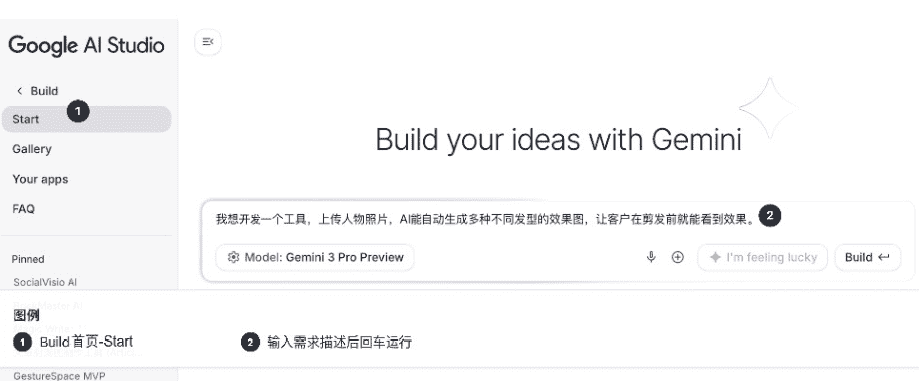 Google AI Studio
Build
Start
1
Gallery
Your apps
FAQ
Pinned
SocialVisio AI
Build your ideas with Gemini
我想开发一个工具，上传人物照片，AI能自动生成多种不同发型的效果图，让客户在剪发前就能看到效果。
2
Model: Gemini 3 Pro Preview
I'm feeling lucky
Build
图例
1 Build 首页-Start
2 输入需求描述后回车运行
GestureSpace MVP